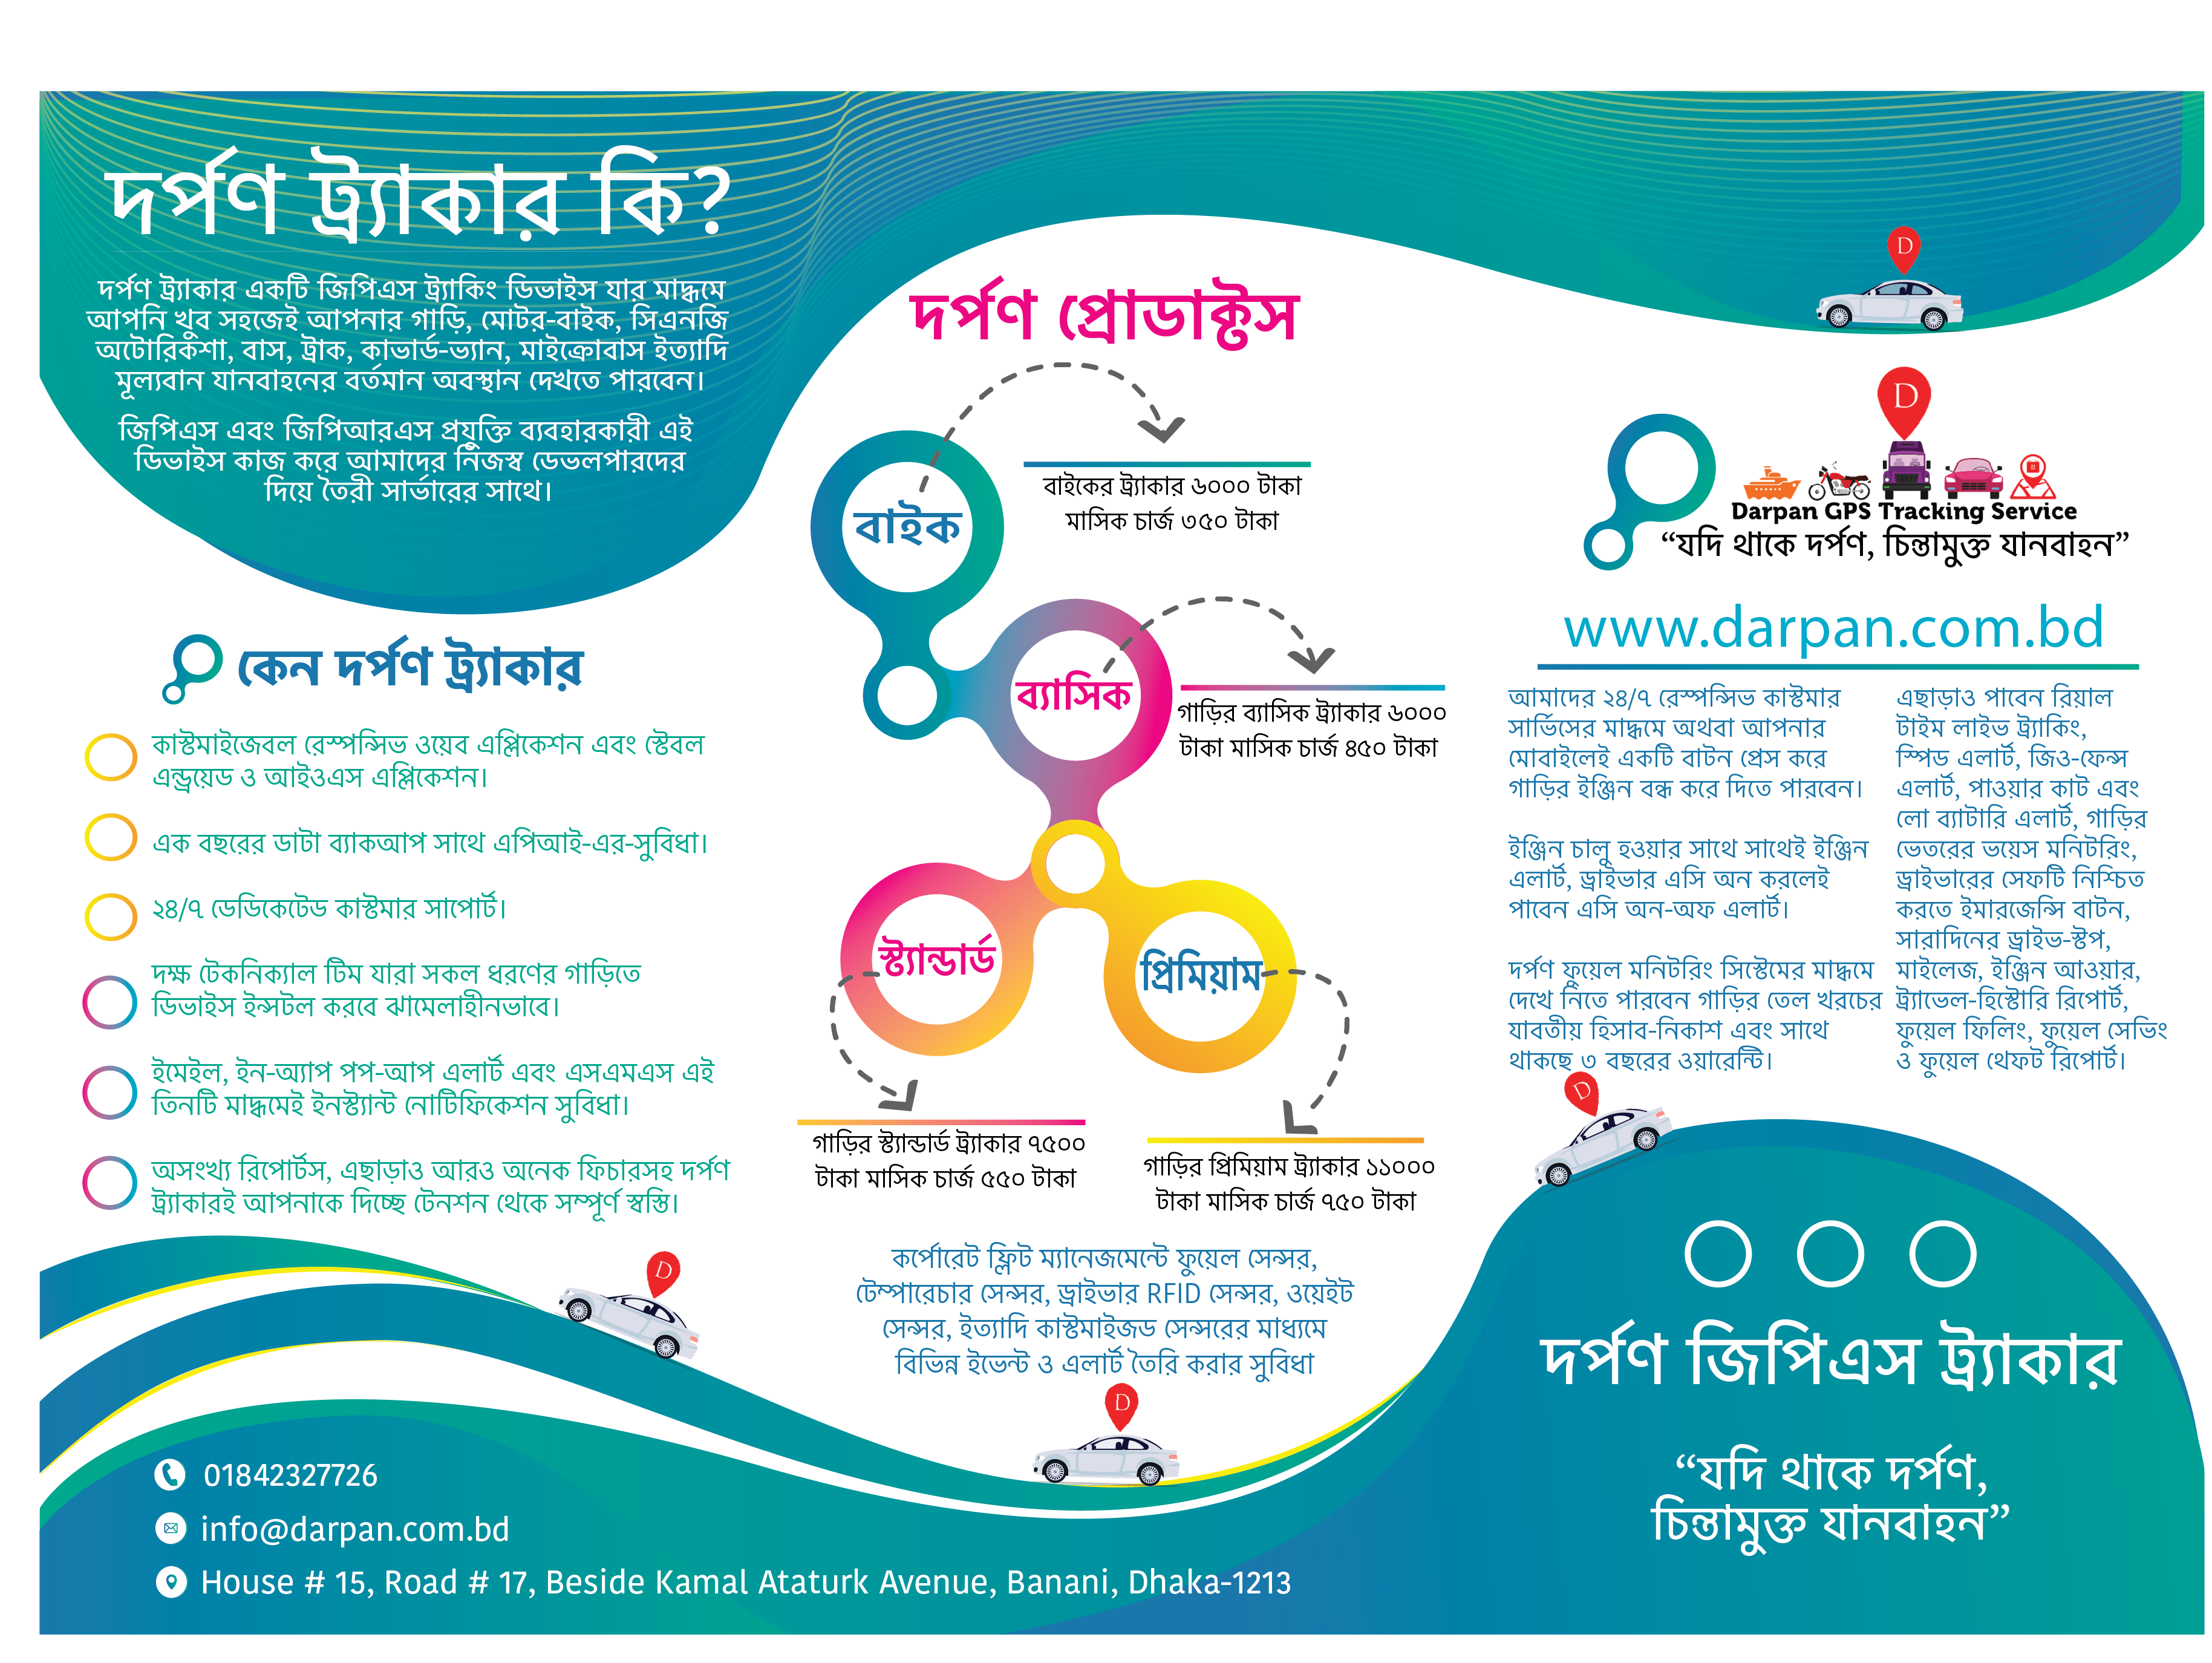 দর্পণ ট্র্যাকার কি?
দর্পণ ট্র্যাকার একটি জিপিএস ট্র্যাকিং ডিভাইস যার মাদ্ধমে
আপনি খুব সহজেই আপনার গাড়ি, মোটর-বাইক, সিএনজি
অটোরিকশা, বাস, ট্রাক, কাভার্ড-ভ্যান, মাইক্রোবাস ইত্যাদি
মূল্যবান যানবাহনের বর্তমান অবস্থান দেখতে পারবেন।
জিপিএস এবং জিপিআরএস প্রযুক্তি ব্যবহারকারী এই
ডিভাইস কাজ করে আমাদের নিজস্ব ডেভলপারদের
দিয়ে তৈরী সার্ভারের সাথে।
কেন দর্পণ ট্র্যাকার
কাস্টমাইজেবল রেস্পন্সিভ ওয়েব এপ্লিকেশন এবং স্টেবল
এন্ড্রয়েড ও আইওএস এপ্লিকেশন।
এক বছরের ডাটা ব্যাকআপ সাথে এপিআই-এর-সুবিধা।
২৪/৭ ডেডিকেটেড কাস্টমার সাপোর্ট।
দক্ষ টেকনিক্যাল টিম যারা সকল ধরণের গাড়িতে
ডিভাইস ইন্সটল করবে ঝামেলাহীনভাবে।
ইমেইল, ইন-অ্যাপ পপ-আপ এলার্ট এবং এসএমএস এই
তিনটি মাদ্ধমেই ইনস্ট্যান্ট নোটিফিকেশন সুবিধা।
অসংখ্য রিপোর্টস, এছাড়াও আরও অনেক ফিচারসহ দর্পণ
ট্র্যাকারই আপনাকে দিচ্ছে টেনশন থেকে সম্পূর্ণ স্বস্তি।
D
01842327726
info@darpan.com.bd
House # 15, Road # 17, Beside Kamal Ataturk Avenue, Banani, Dhaka-1213
দর্পণ প্রোডাক্টস
বাইক
বাইকের ট্র্যাকার ৬০০০ টাকা
মাসিক চার্জ ৩৫০ টাকা
ব্যাসিক
গাড়ির ব্যাসিক ট্র্যাকার ৬০০০
টাকা মাসিক চার্জ ৪৫০ টাকা
স্ট্যান্ডার্ড
প্রিমিয়াম
গাড়ির স্ট্যান্ডার্ড ট্র্যাকার ৭৫০০
টাকা মাসিক চার্জ ৫৫০ টাকা
গাড়ির প্রিমিয়াম ট্র্যাকার ১১০০০
টাকা মাসিক চার্জ ৭৫০ টাকা
কর্পোরেট ফ্লিট ম্যানেজমেন্টে ফুয়েল সেন্সর,
টেম্পারেচার সেন্সর, ড্রাইভার RFID সেন্সর, ওয়েইট
সেন্সর, ইত্যাদি কাস্টমাইজড সেন্সরের মাধ্যমে
বিভিন্ন ইভেন্ট ও এলার্ট তৈরি করার সুবিধা
D
D
D
Darpan GPS Tracking Service
“যদি থাকে দর্পণ, চিন্তামুক্ত যানবাহন”
www.darpan.com.bd
আমাদের ২৪/৭ রেস্পন্সিভ কাস্টমার
সার্ভিসের মাদ্ধমে অথবা আপনার
মোবাইলেই একটি বাটন প্রেস করে
গাড়ির ইঞ্জিন বন্ধ করে দিতে পারবেন।
ইঞ্জিন চালু হওয়ার সাথে সাথেই ইঞ্জিন
এলার্ট, ড্রাইভার এসি অন করলেই
পাবেন এসি অন-অফ এলার্ট।
দর্পণ ফুয়েল মনিটরিং সিস্টেমের মাদ্ধমে
দেখে নিতে পারবেন গাড়ির তেল খরচের
যাবতীয় হিসাব-নিকাশ এবং সাথে
থাকছে ৩ বছরের ওয়ারেন্টি।
এছাড়াও পাবেন রিয়াল
টাইম লাইভ ট্র্যাকিং,
স্পিড এলার্ট, জিও-ফেন্স
এলার্ট, পাওয়ার কাট এবং
লো ব্যাটারি এলার্ট, গাড়ির
ভেতরের ভয়েস মনিটরিং,
ড্রাইভারের সেফটি নিশ্চিত
করতে ইমারজেন্সি বাটন,
সারাদিনের ড্রাইভ-স্টপ,
মাইলেজ, ইঞ্জিন আওয়ার,
ট্র্যাভেল-হিস্টোরি রিপোর্ট,
ফুয়েল ফিলিং, ফুয়েল সেভিং
ও ফুয়েল থেফট রিপোর্ট।
D
দর্পণ জিপিএস ট্র্যাকার
“যদি থাকে দর্পণ,
চিন্তামুক্ত যানবাহন”